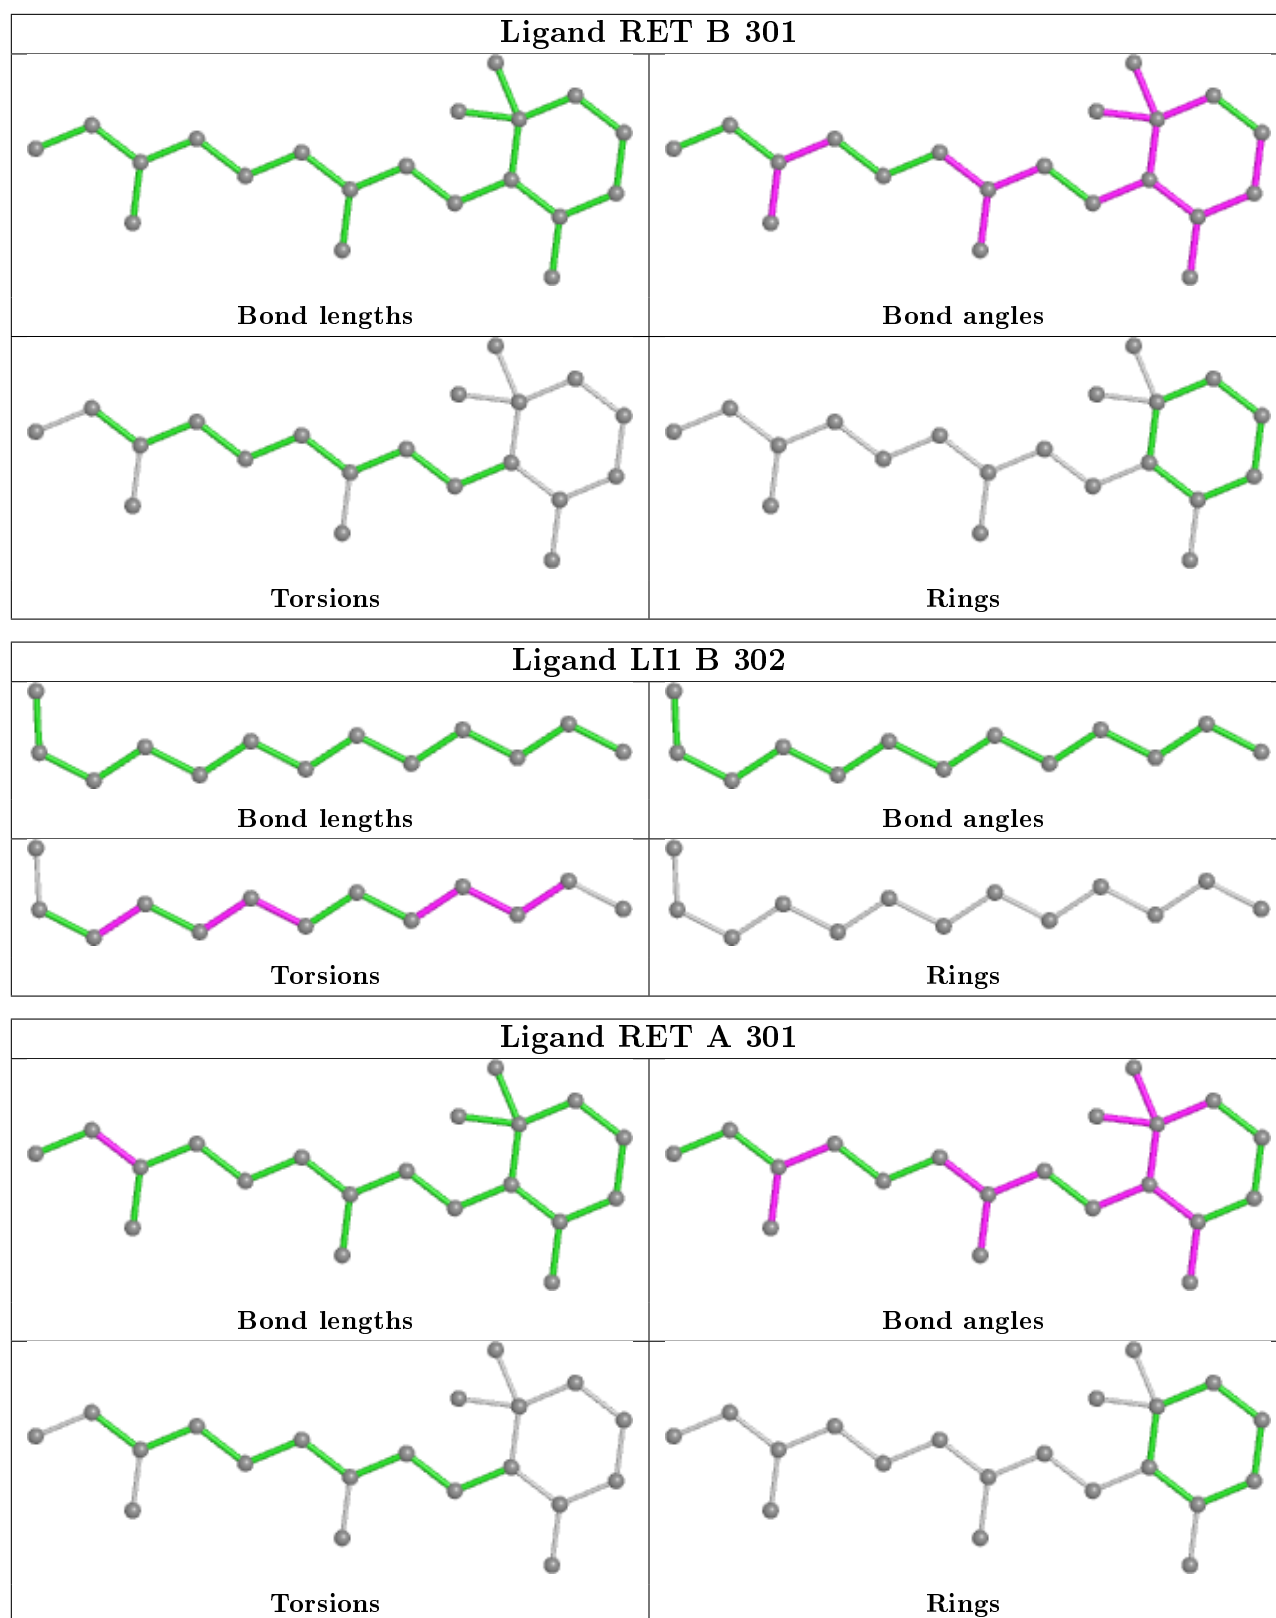 Ligand RET B 301
Bond lengths
Bond angles
Torsions
Rings
Ligand LI1 B 302
Bond lengths
Bond angles
Torsions
Rings
Ligand RET A 301
Bond lengths
Bond angles
Torsions
Rings